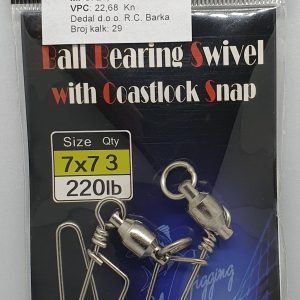 VPC: 22,68 Kn
Dedal d.o.o. R.C. Barka
Broj kalk: 29
Ball Bearing Swivel
with Coastlock Snap
Size Qty
7x7 3
220lb
Jigging